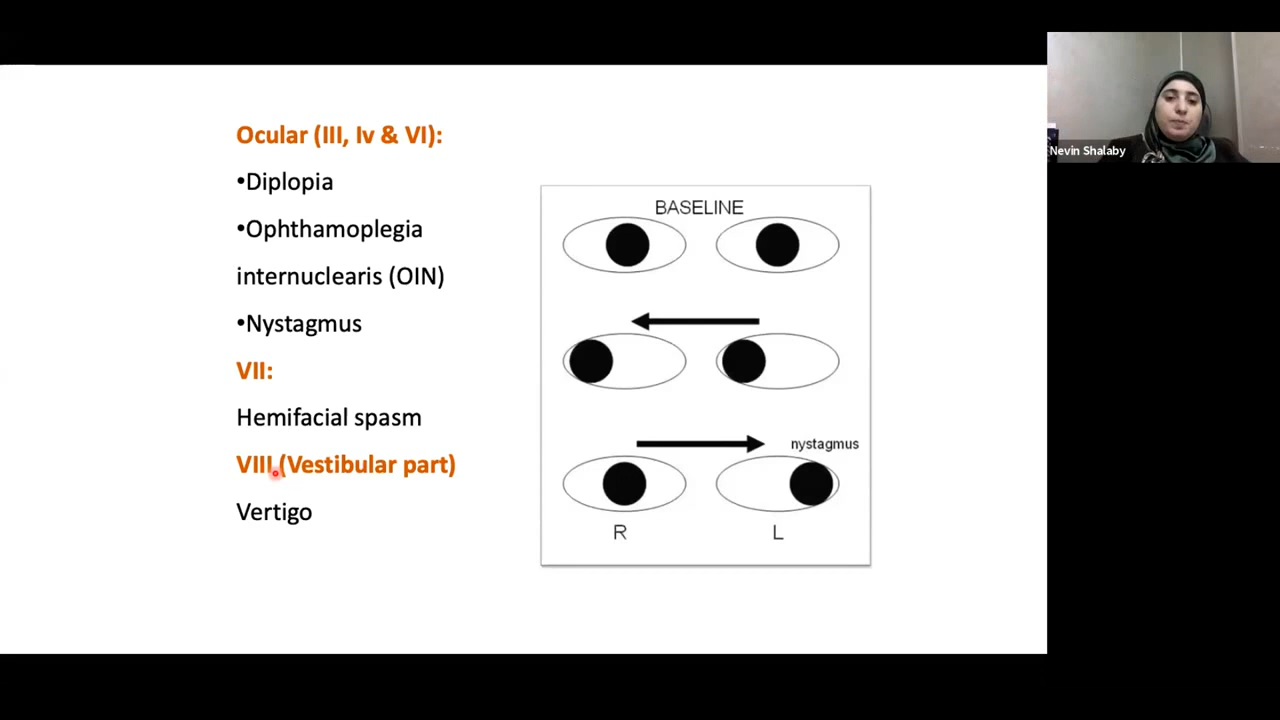 Ocular (III, Iv & VI):
•Diplopia
•Ophthamoplegia
internuclearis (OIN)
•Nystagmus
VII:
Hemifacial spasm
VIII (Vestibular part)
Vertigo
BASELINE
nystagmus
R L
Nevin Shalaby